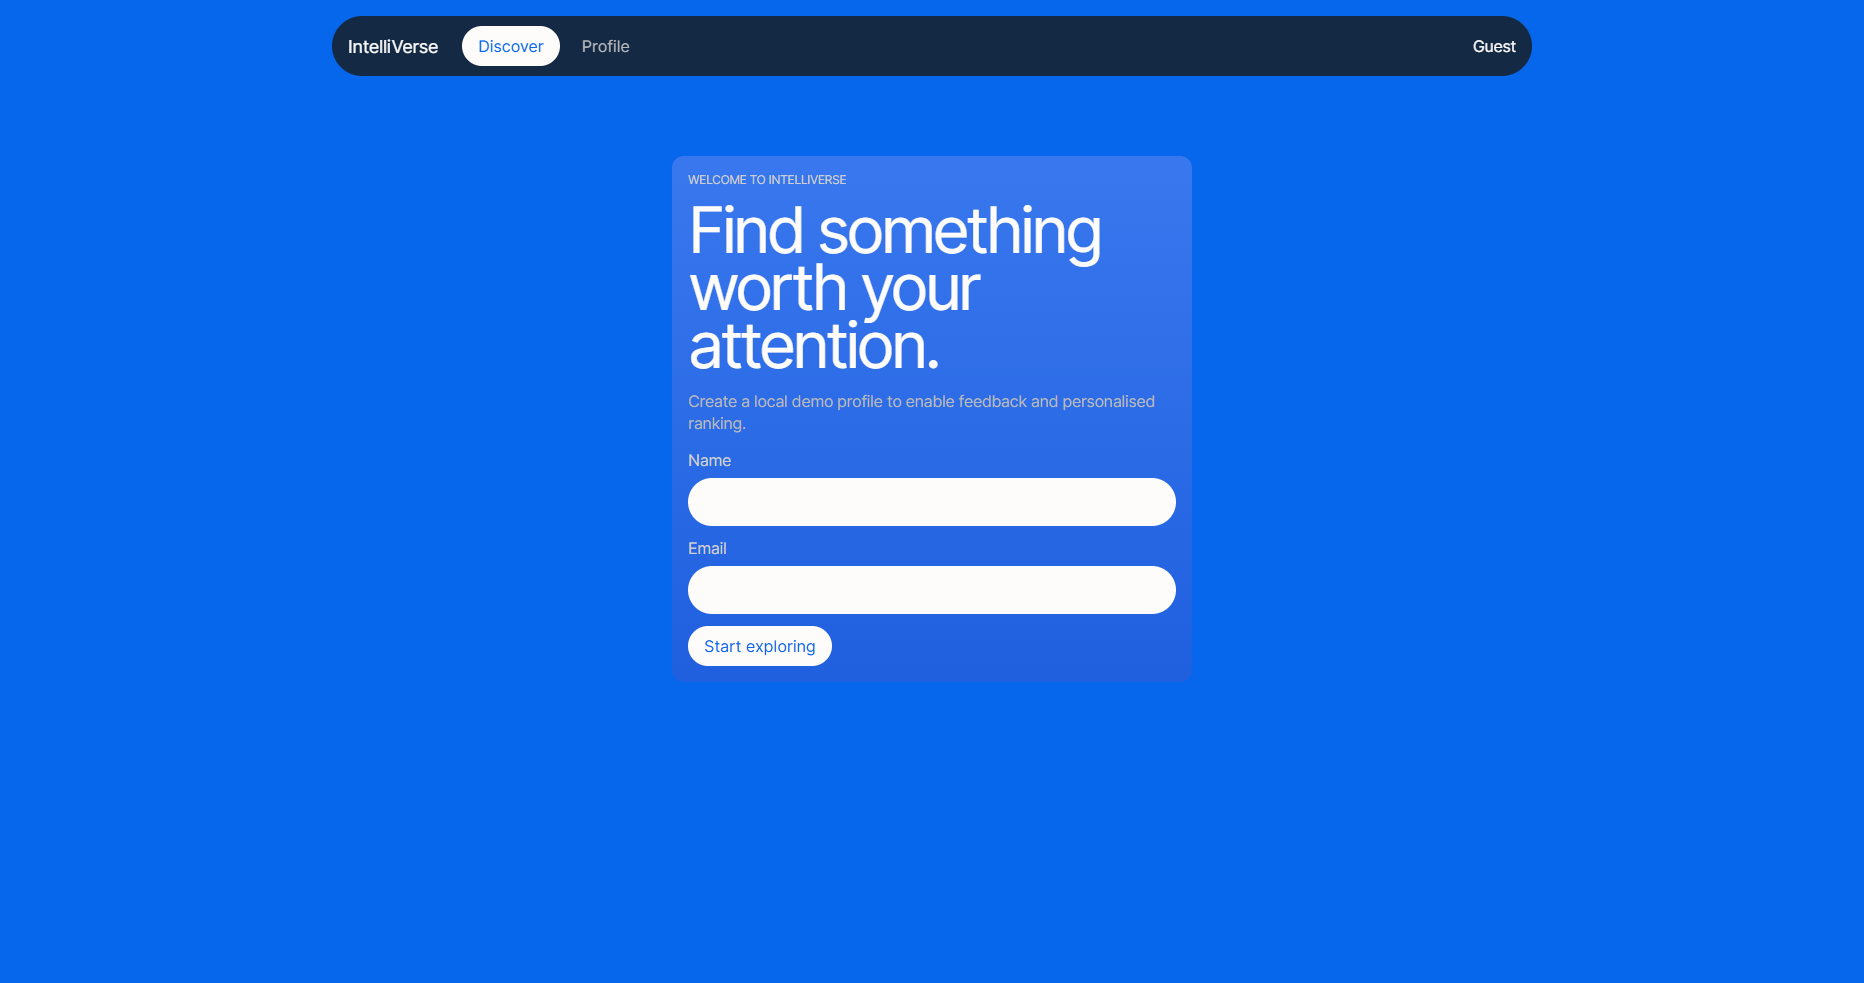 IntelliVerse Discover Profile Guest
WELCOME TO INTELLIVERSE
Find something
worth your
attention.
Create a local demo profile to enable feedback and personalised
ranking.
Name
Email
Start exploring